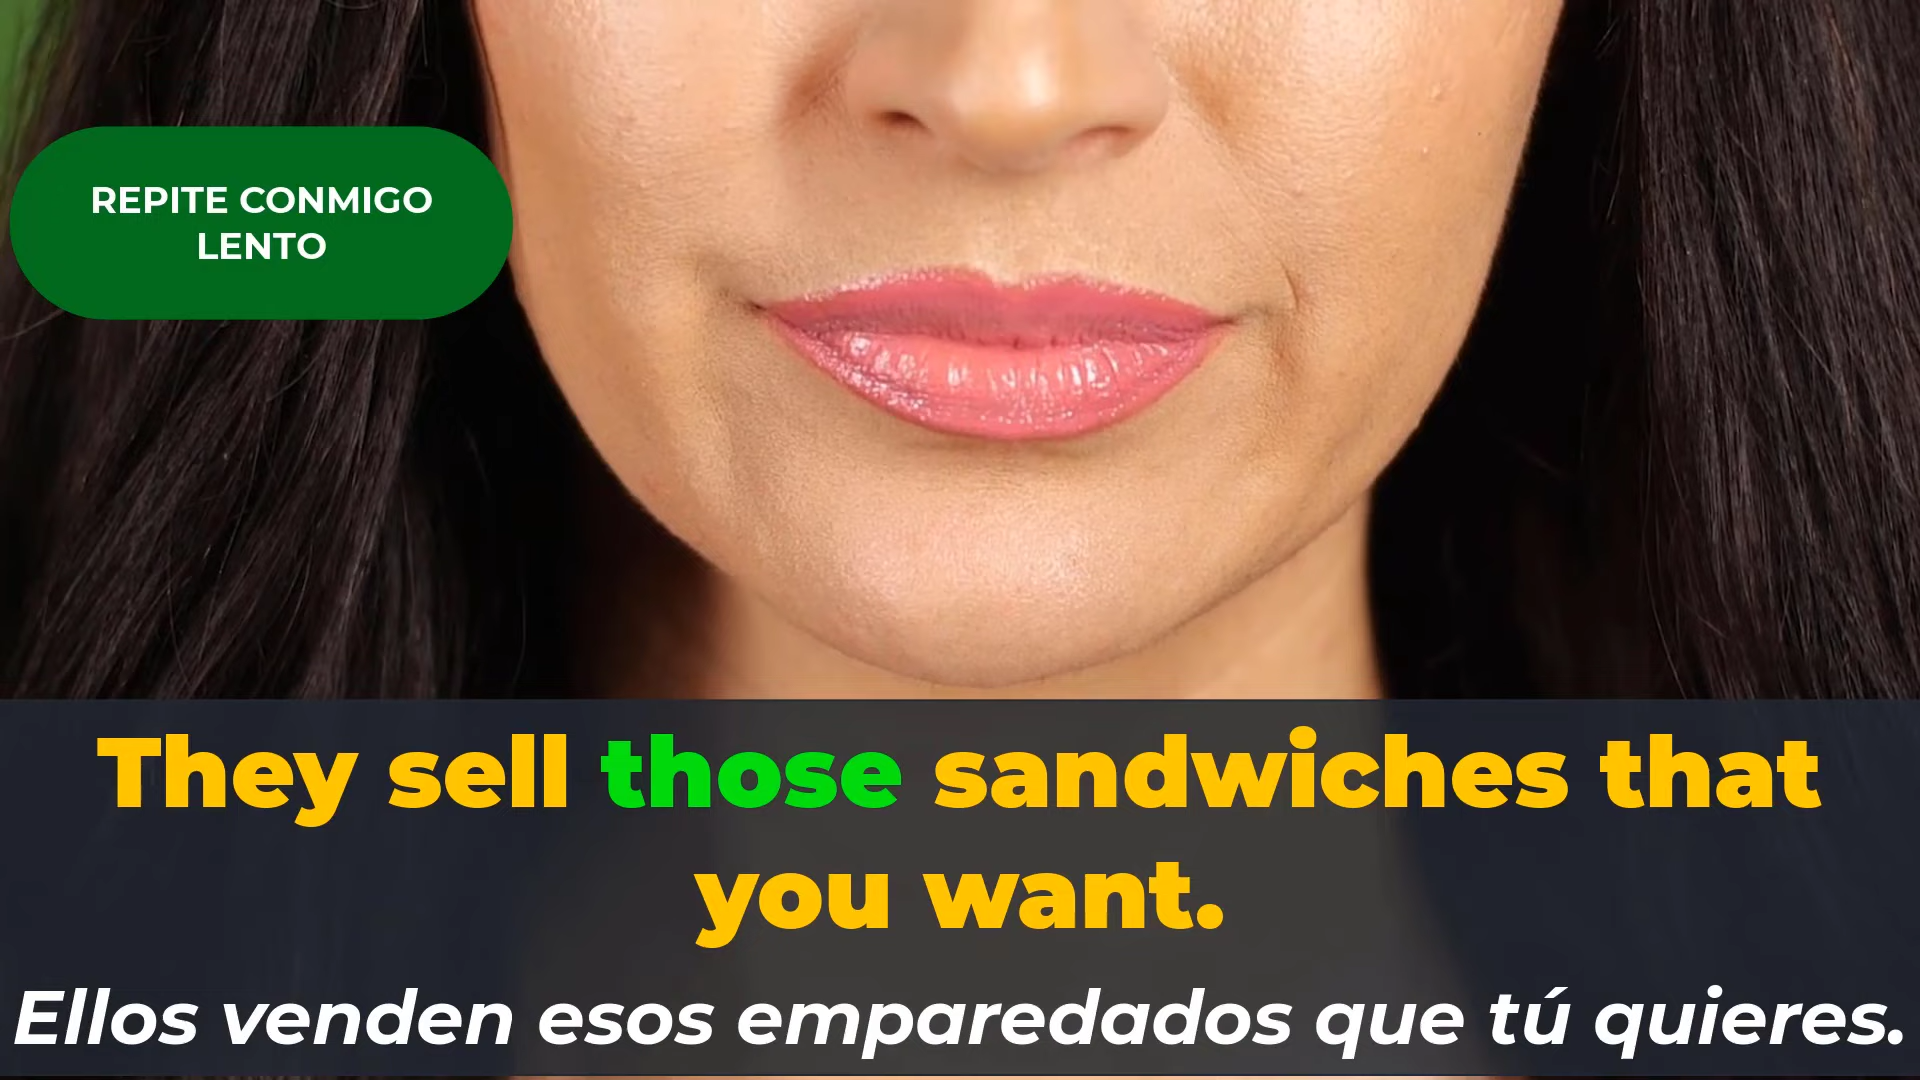 REPITE CONMIGO
LENTO
They sell those sandwiches that
you want.
Ellos venden esos emparedados que tú quieres.